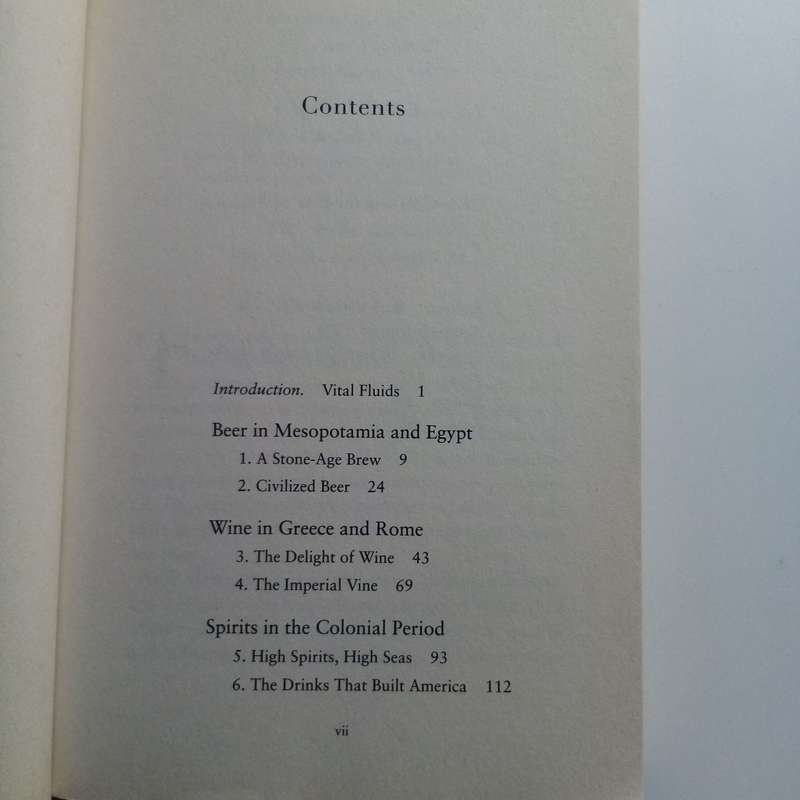 Contents
Introduction. Vital Fluids 1
Beer in Mesopotamia and Egypt
1. A Stone-Age Brew 9
2. Civilized Beer 24
Wine in Greece and Rome
3. The Delight of Wine 43
4. The Imperial Vine 69
Spirits in the Colonial Period
5. High Spirits, High Seas 93
6. The Drinks That Built America 112
vii